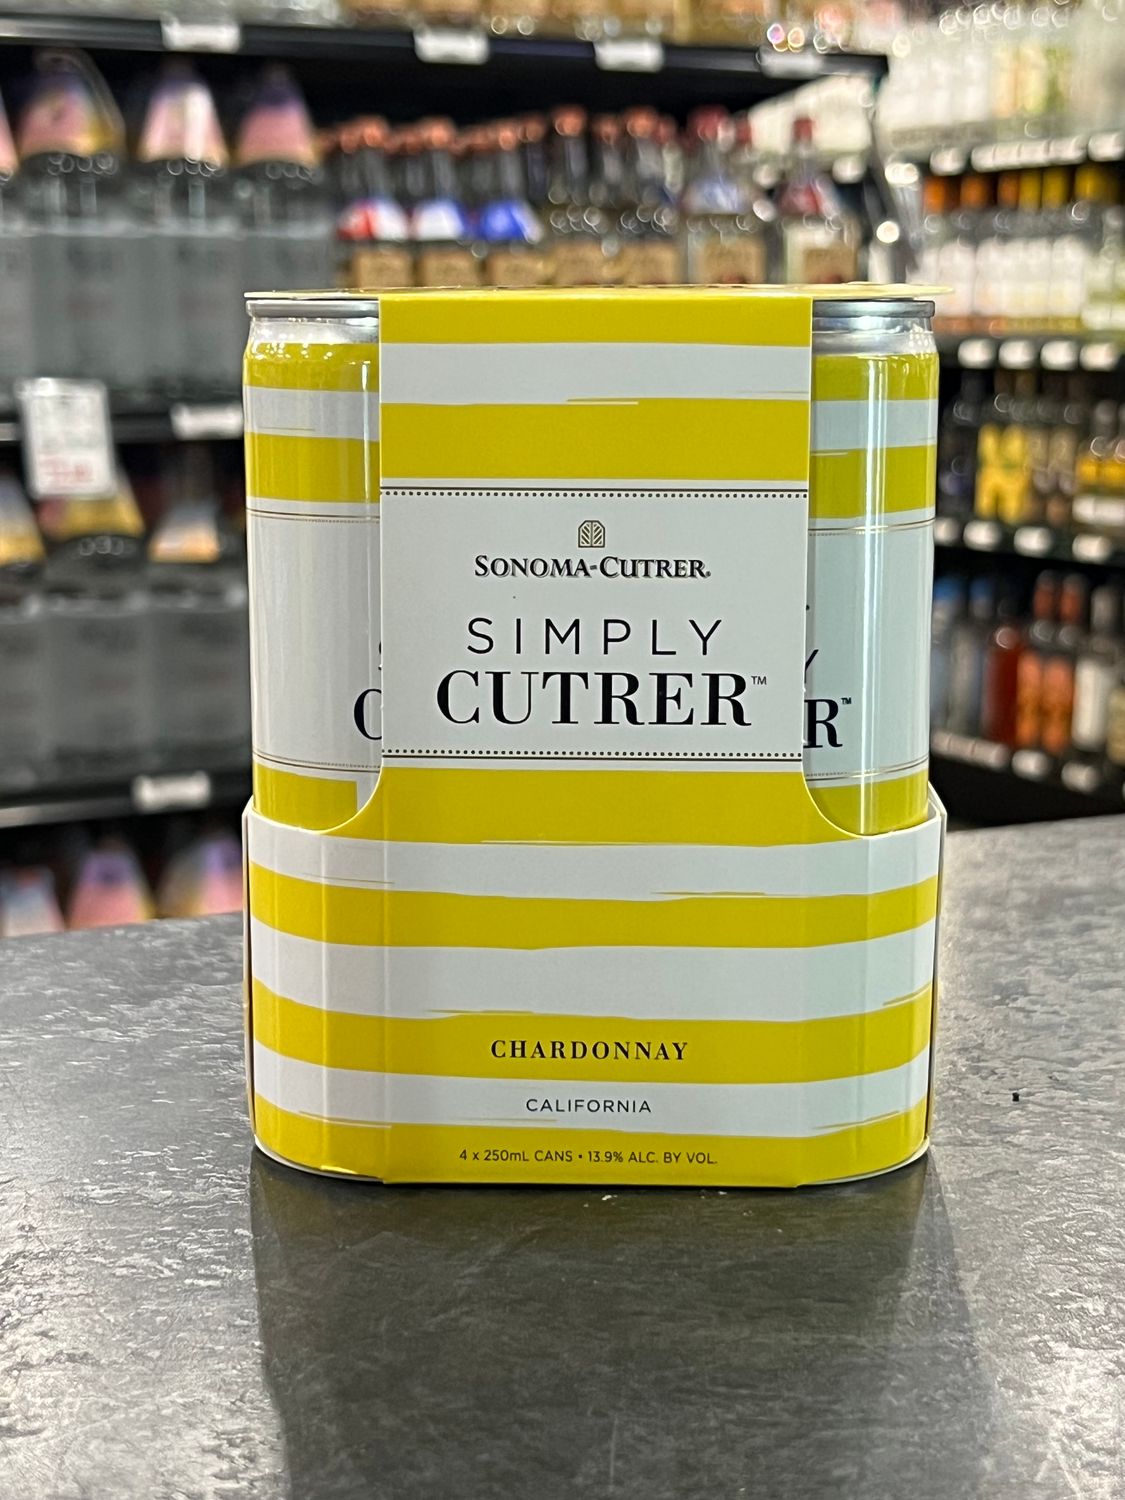 SONOMA-CUTRER®
SIMPLY
CUTRER™
CHARDONNAY
CALIFORNIA
4 x 250mL CANS • 13.9% ALC. BY VOL.